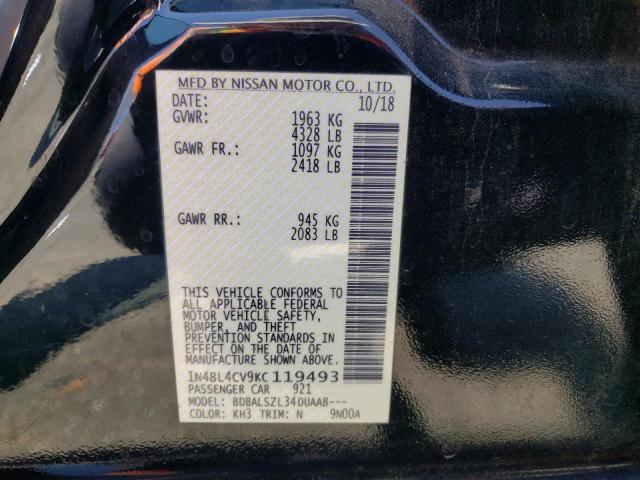 MFD BY NISSAN MOTOR CO., LTD.
DATE: 10/18
GVWR: 1963 KG
4328 LB
GAWR FR.: 1097 KG
2418 LB
GAWR RR.: 945 KG
2083 LB
THIS VEHICLE CONFORMS TO
ALL APPLICABLE FEDERAL
MOTOR VEHICLE SAFETY,
BUMPER, AND THEFT
PREVENTION STANDARDS IN
EFFECT ON THE DATE OF
MANUFACTURE SHOWN ABOVE.
1N4BL4CV9KC119493
PASSENGER CAR 921
MODEL: BDBALSZL34DUAAB---
COLOR: KH3 TRIM: N 9N00A